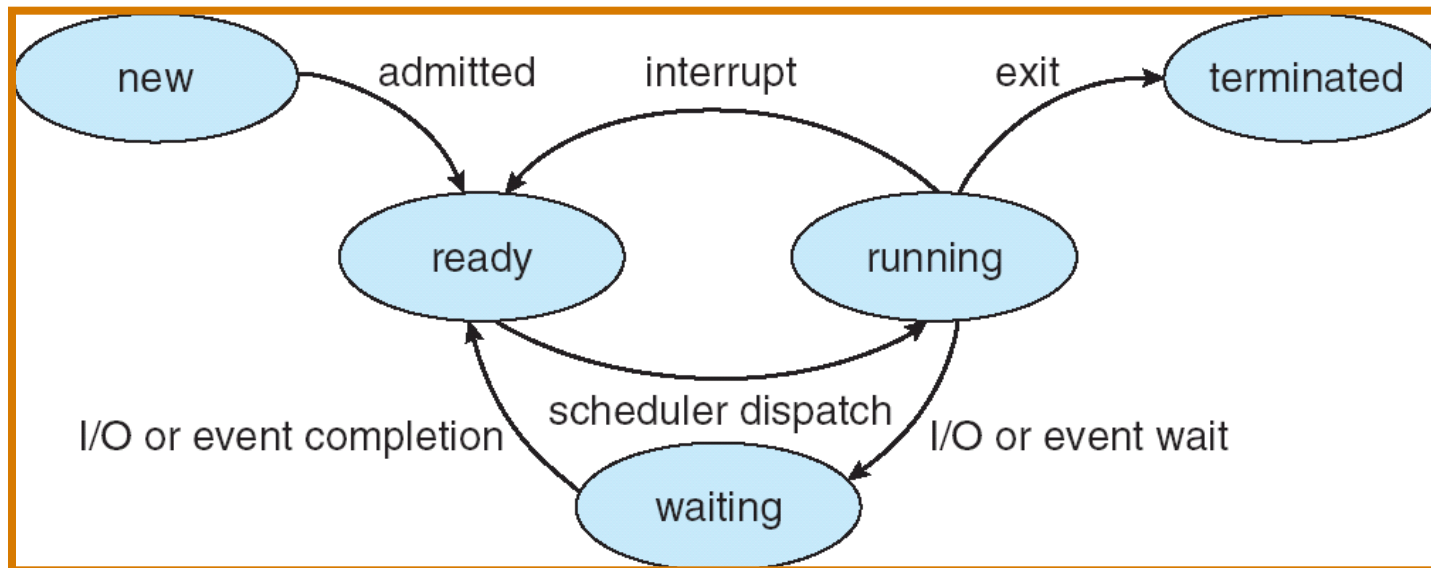 new
admitted
interrupt
exit
terminated
ready
running
scheduler dispatch
I/O or event completion
I/O or event wait
waiting